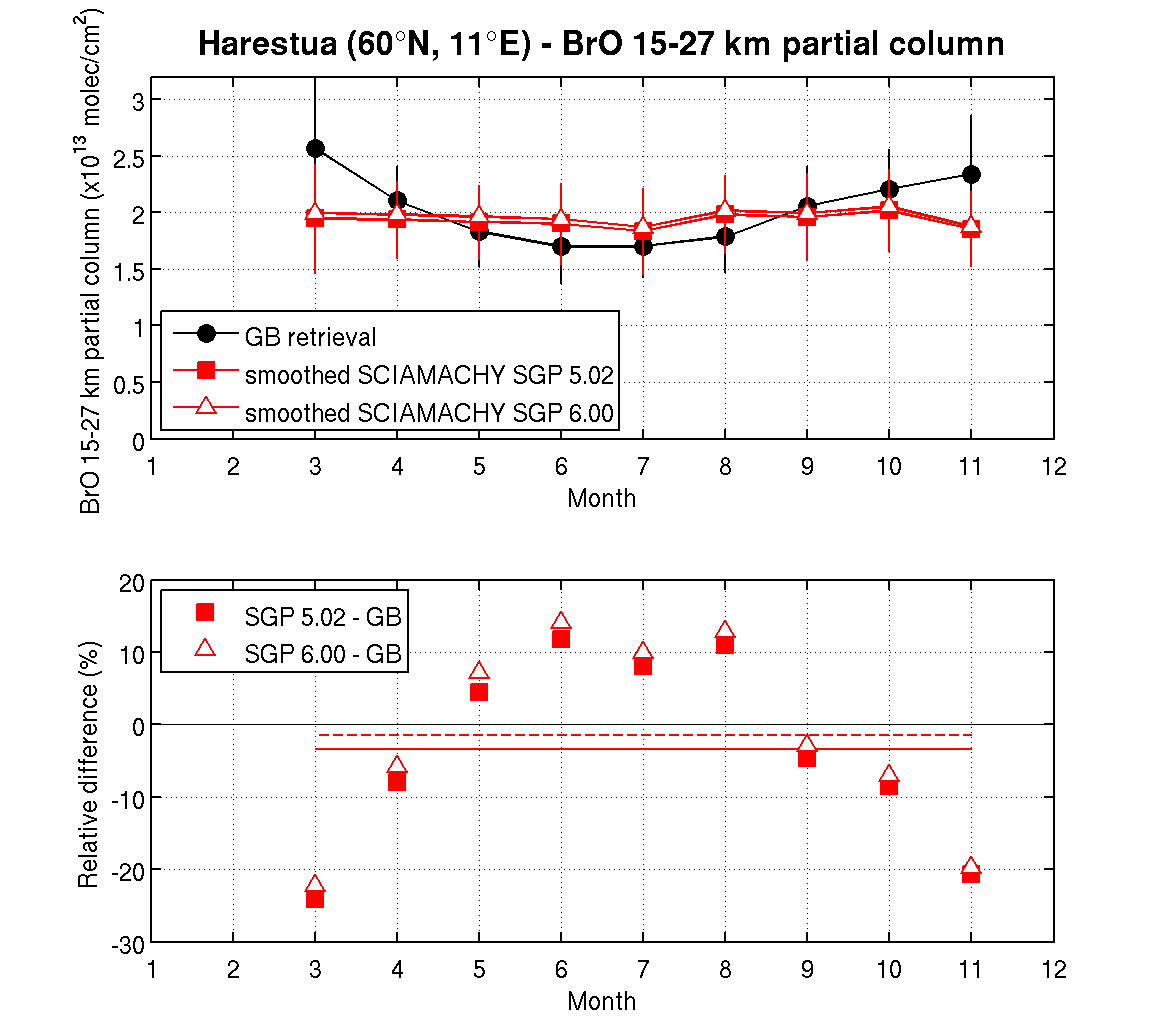 Harestua (60°N, 11°E) - BrO 15-27 km partial column
BrO 15-27 km partial column (x10¹³ molec/cm²)
3
2.5
2
1.5
1
0.5
0
GB retrieval
smoothed SCIAMACHY SGP 5.02
smoothed SCIAMACHY SGP 6.00
1 2 3 4 5 6 7 8 9 10 11 12
Month
Relative difference (%)
20
10
0
-10
-20
-30
SGP 5.02 - GB
SGP 6.00 - GB
1 2 3 4 5 6 7 8 9 10 11 12
Month